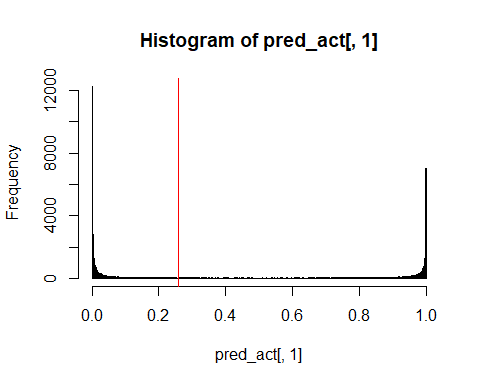 Histogram of pred_act[, 1]
Frequency
12000
8000
4000
0
0.0 0.2 0.4 0.6 0.8 1.0
pred_act[, 1]